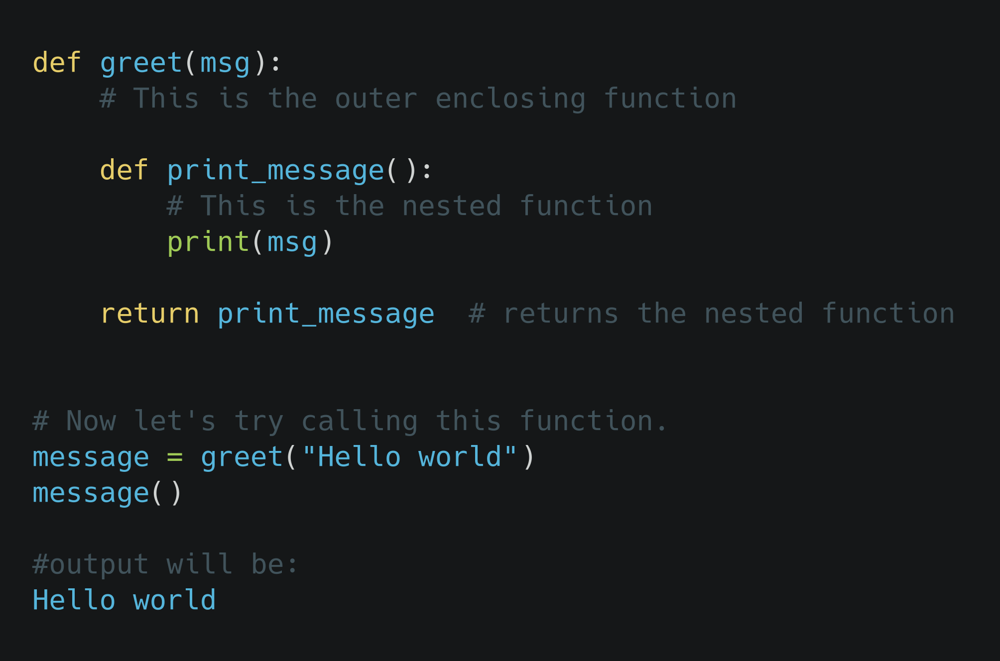 def greet(msg):
    # This is the outer enclosing function
    def print_message():
        # This is the nested function
        print(msg)
    return print_message  # returns the nested function
# Now let's try calling this function.
message = greet("Hello world")
message()
#output will be:
Hello world